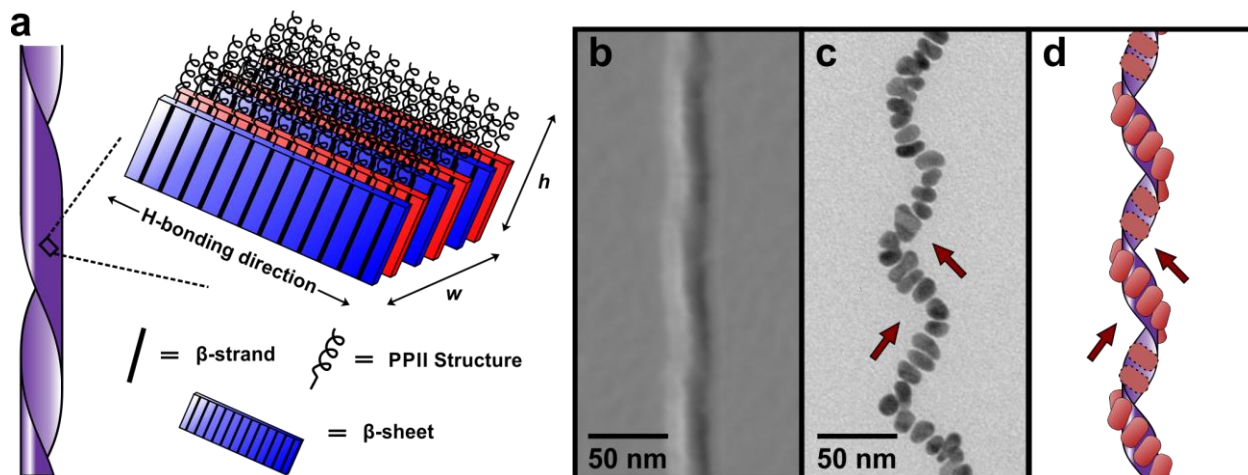 a
h
w
H-bonding direction
= β-strand
= PPII Structure
= β-sheet
b
50 nm
c
50 nm
d